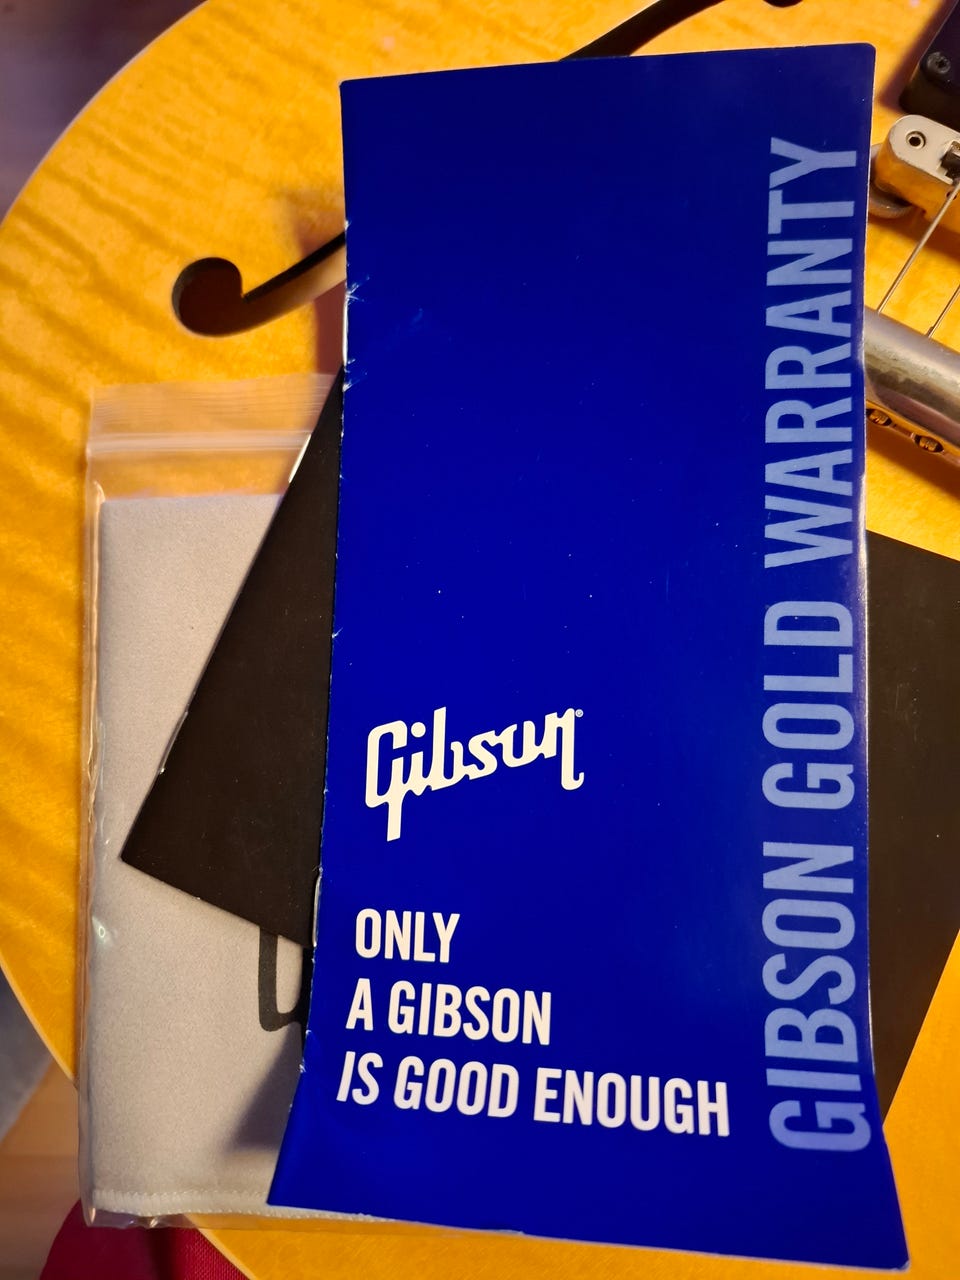 Gibson
ONLY
A GIBSON
IS GOOD ENOUGH
GIBSON GOLD WARRANTY